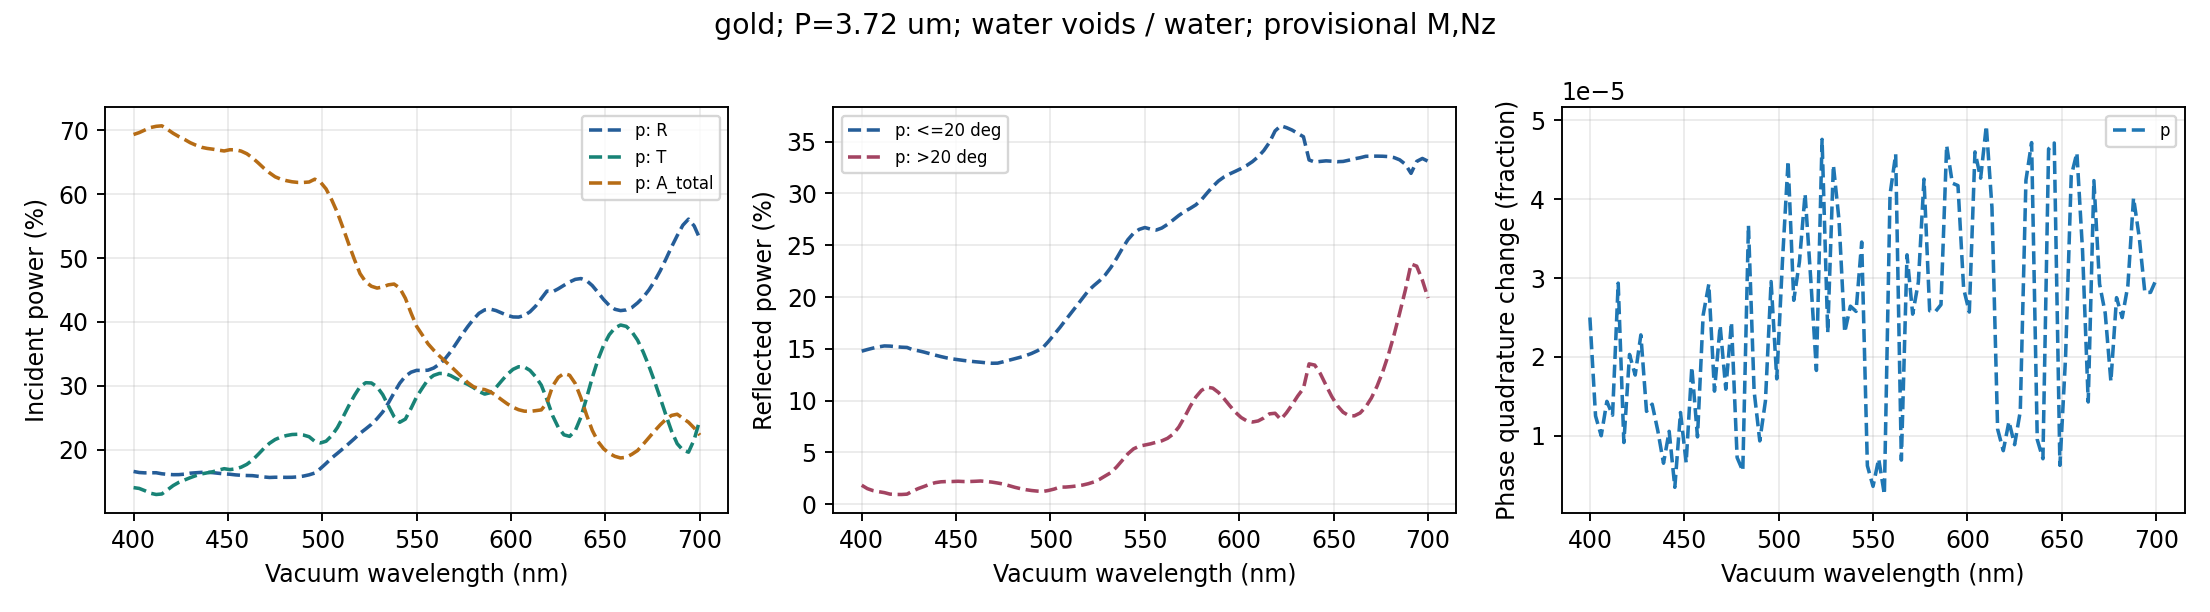 gold; P=3.72 um; water voids / water; provisional M,Nz
Incident power (%)
70
60
50
40
30
20
p: R
p: T
p: A_total
400 450 500 550 600 650 700
Vacuum wavelength (nm)
Reflected power (%)
35
30
25
20
15
10
5
0
p: <=20 deg
p: >20 deg
400 450 500 550 600 650 700
Vacuum wavelength (nm)
Phase quadrature change (fraction)
1e−5
5
4
3
2
1
p
400 450 500 550 600 650 700
Vacuum wavelength (nm)